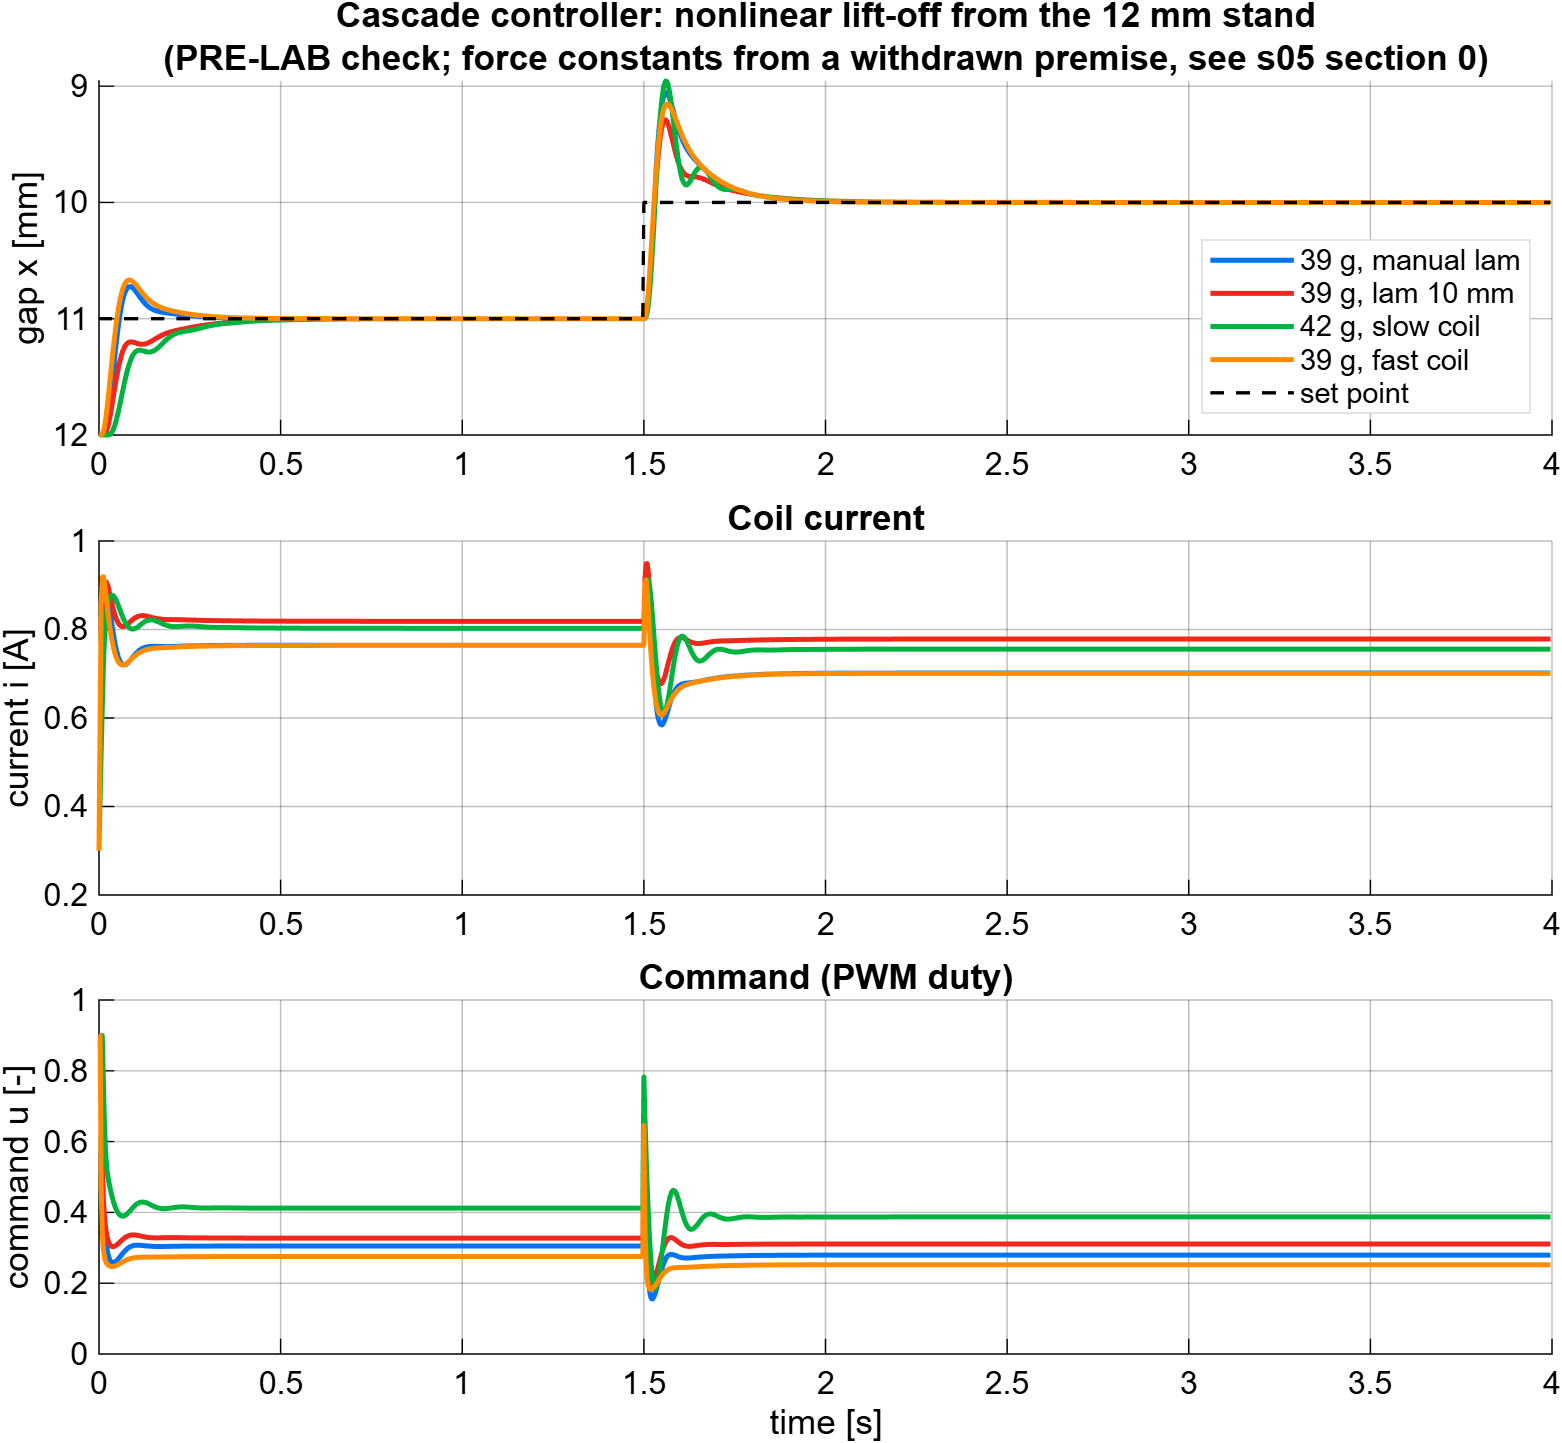 Cascade controller: nonlinear lift-off from the 12 mm stand
(PRE-LAB check; force constants from a withdrawn premise, see s05 section 0)
gap x [mm]
9
10
11
12
39 g, manual lam
39 g, lam 10 mm
42 g, slow coil
39 g, fast coil
set point
0 0.5 1 1.5 2 2.5 3 3.5 4
Coil current
current i [A]
1
0.8
0.6
0.4
0.2
0 0.5 1 1.5 2 2.5 3 3.5 4
Command (PWM duty)
command u [-]
1
0.8
0.6
0.4
0.2
0
0 0.5 1 1.5 2 2.5 3 3.5 4
time [s]